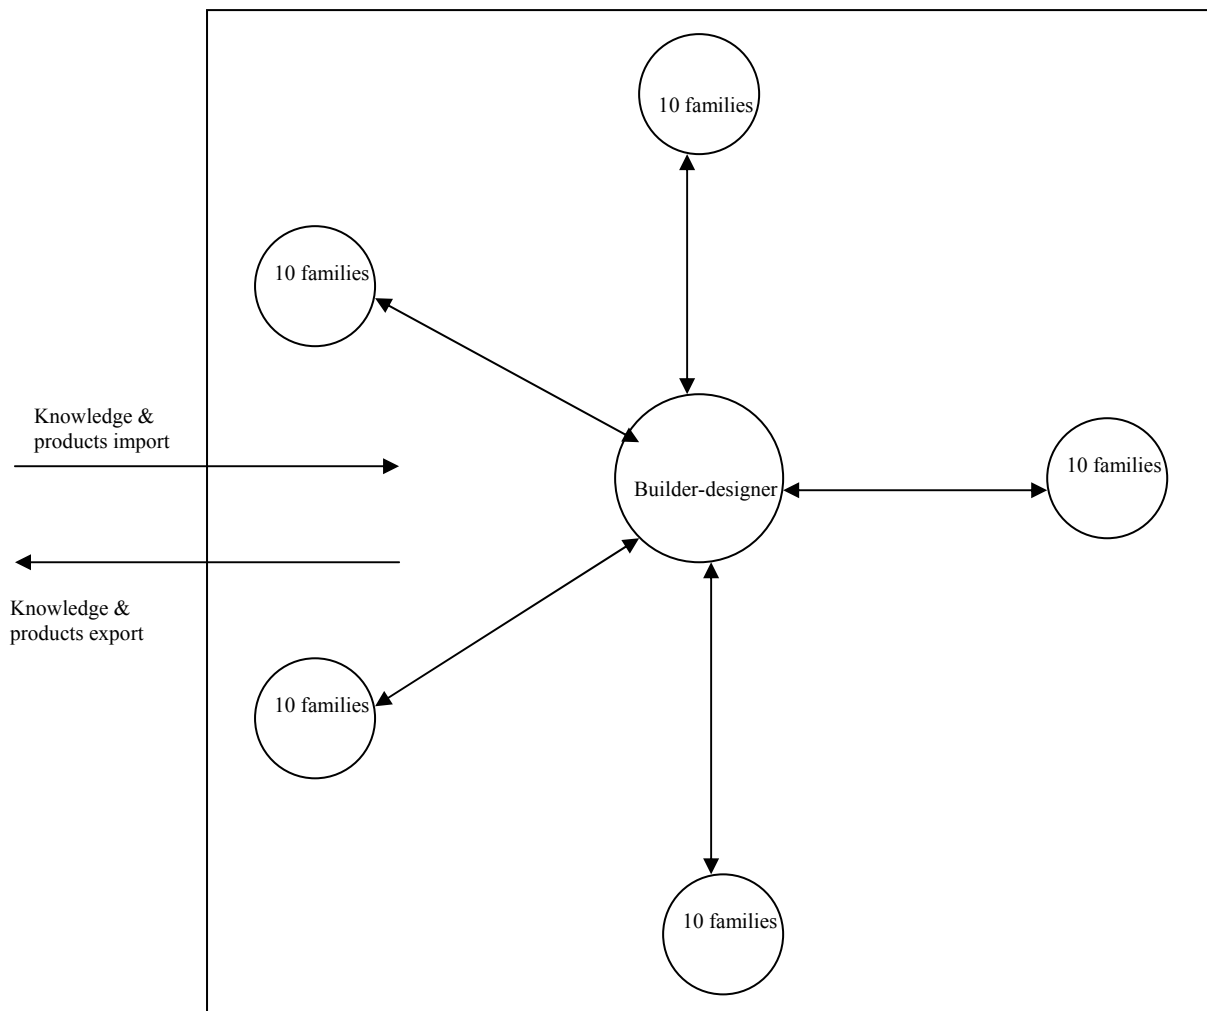 10 families
10 families
Knowledge &
products import
10 families
Builder-designer
Knowledge &
products export
10 families
10 families